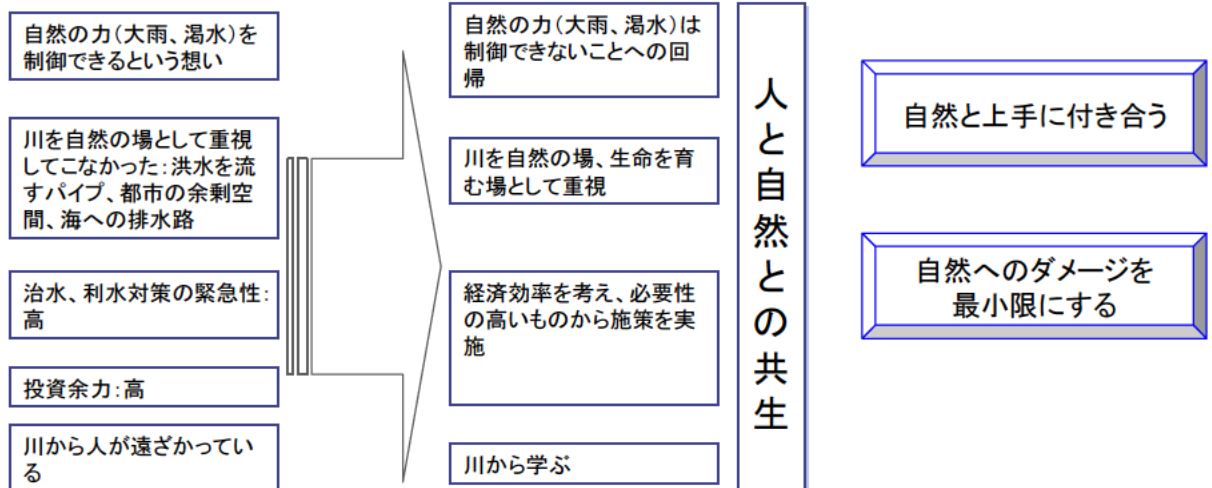 自然の力(大雨、渇水)を
制御できるという想い
川を自然の場として重視
してこなかった:洪水を流
すパイプ、都市の余剰空
間、海への排水路
治水、利水対策の緊急性:
高
投資余力:高
川から人が遠ざかってい
る
自然の力(大雨、渇水)は
制御できないことへの回
帰
川を自然の場、生命を育
む場として重視
経済効率を考え、必要性
の高いものから施策を実
施
川から学ぶ
人と自然との共生
自然と上手に付き合う
自然へのダメージを
最小限にする